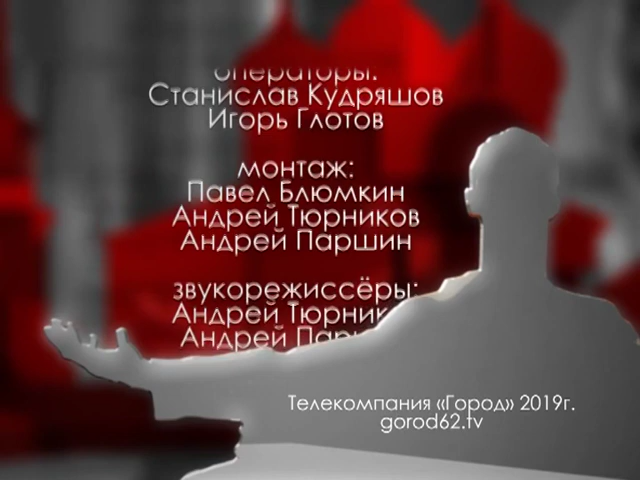 операторы:
Станислав Кудряшов
Игорь Глотов
монтаж:
Павел Блюмкин
Андрей Тюрников
Андрей Паршин
звукорежиссёры:
Андрей
Андрей
Телекомпания «Город» 2019г.
gorod62.tv